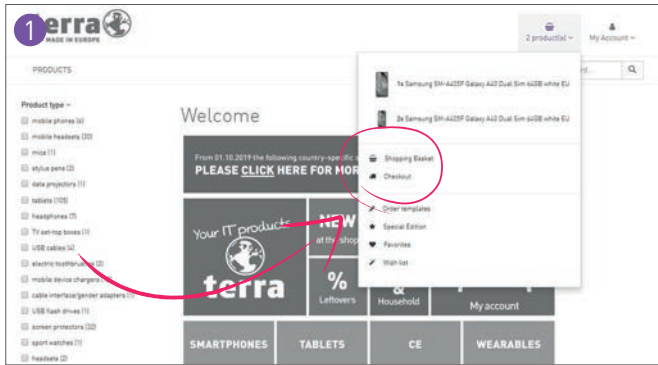 1
terra
MADE IN EUROPE
2 product(s)
My Account
PRODUCTS
1x Samsung SM-A405F Galaxy A40 Dual Sim 64GB white EU
Product type
mobile phones (6)
mobile headsets (20)
mice (1)
stylus pens (2)
data projectors (1)
tablets (105)
headphones (7)
TV set-top boxes (1)
USB cables (4)
electric toothbrushes (2)
mobile device chargers
cable interface/gender adapters (1)
USB flash drives (1)
screen protectors (22)
sport watches (1)
headsets (2)
Welcome
2x Samsung SM-A405F Galaxy A40 Dual Sim 64GB white EU
From 01.10.2019 the following country-specific
PLEASE CLICK HERE FOR MOR
Shopping Basket
Checkout
Order templates
Special Edition
Favorites
Wish list
Your IT products
terra
NEW
at the shop
%
Leftovers
&
Household
My account
SMARTPHONES
TABLETS
CE
WEARABLES